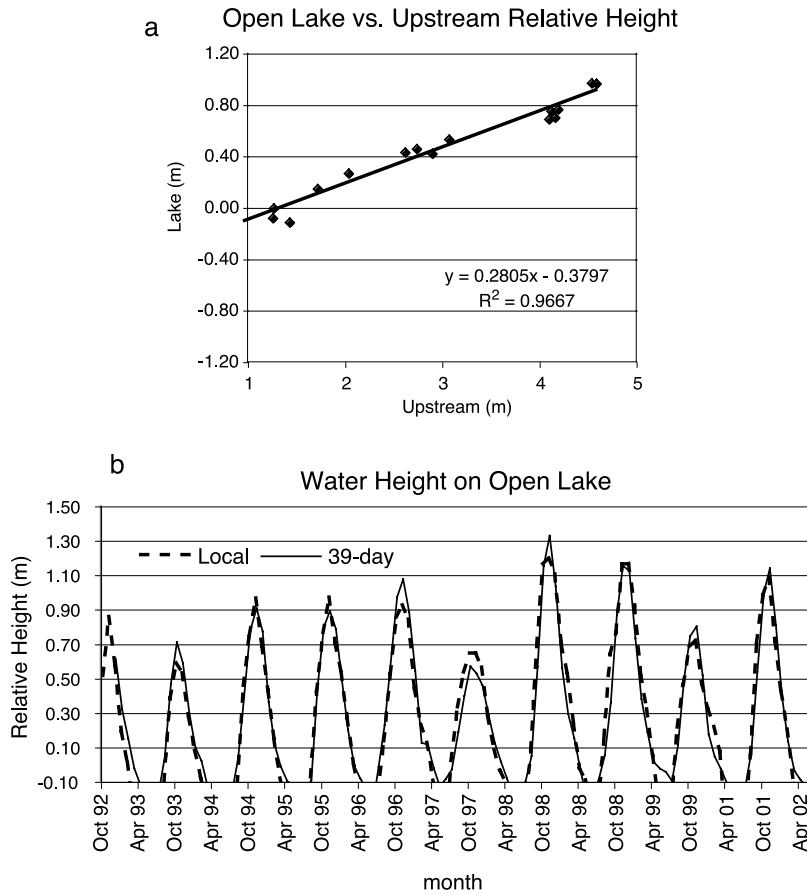 a
Open Lake vs. Upstream Relative Height
1.20
0.80
0.40
0.00
-0.40
-0.80
-1.20
Lake (m)
y = 0.2805x - 0.3797
R² = 0.9667
1 2 3 4 5
Upstream (m)
b
Water Height on Open Lake
1.50
1.30
1.10
0.90
0.70
0.50
0.30
0.10
-0.10
Relative Height (m)
Local 39-day
Oct 92
Apr 93
Oct 93
Apr 94
Oct 94
Apr 95
Oct 95
Apr 96
Oct 96
Apr 97
Oct 97
Apr 98
Oct 98
Apr 98
Oct 98
Apr 99
Oct 99
Apr 01
Oct 01
Apr 02
month